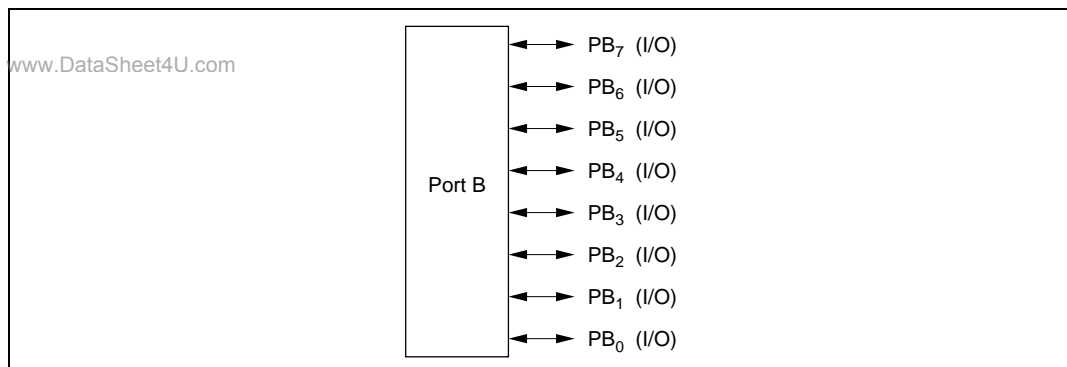 www.DataSheet4U.com
PB₇ (I/O)
PB₆ (I/O)
PB₅ (I/O)
PB₄ (I/O)
Port B
PB₃ (I/O)
PB₂ (I/O)
PB₁ (I/O)
PB₀ (I/O)